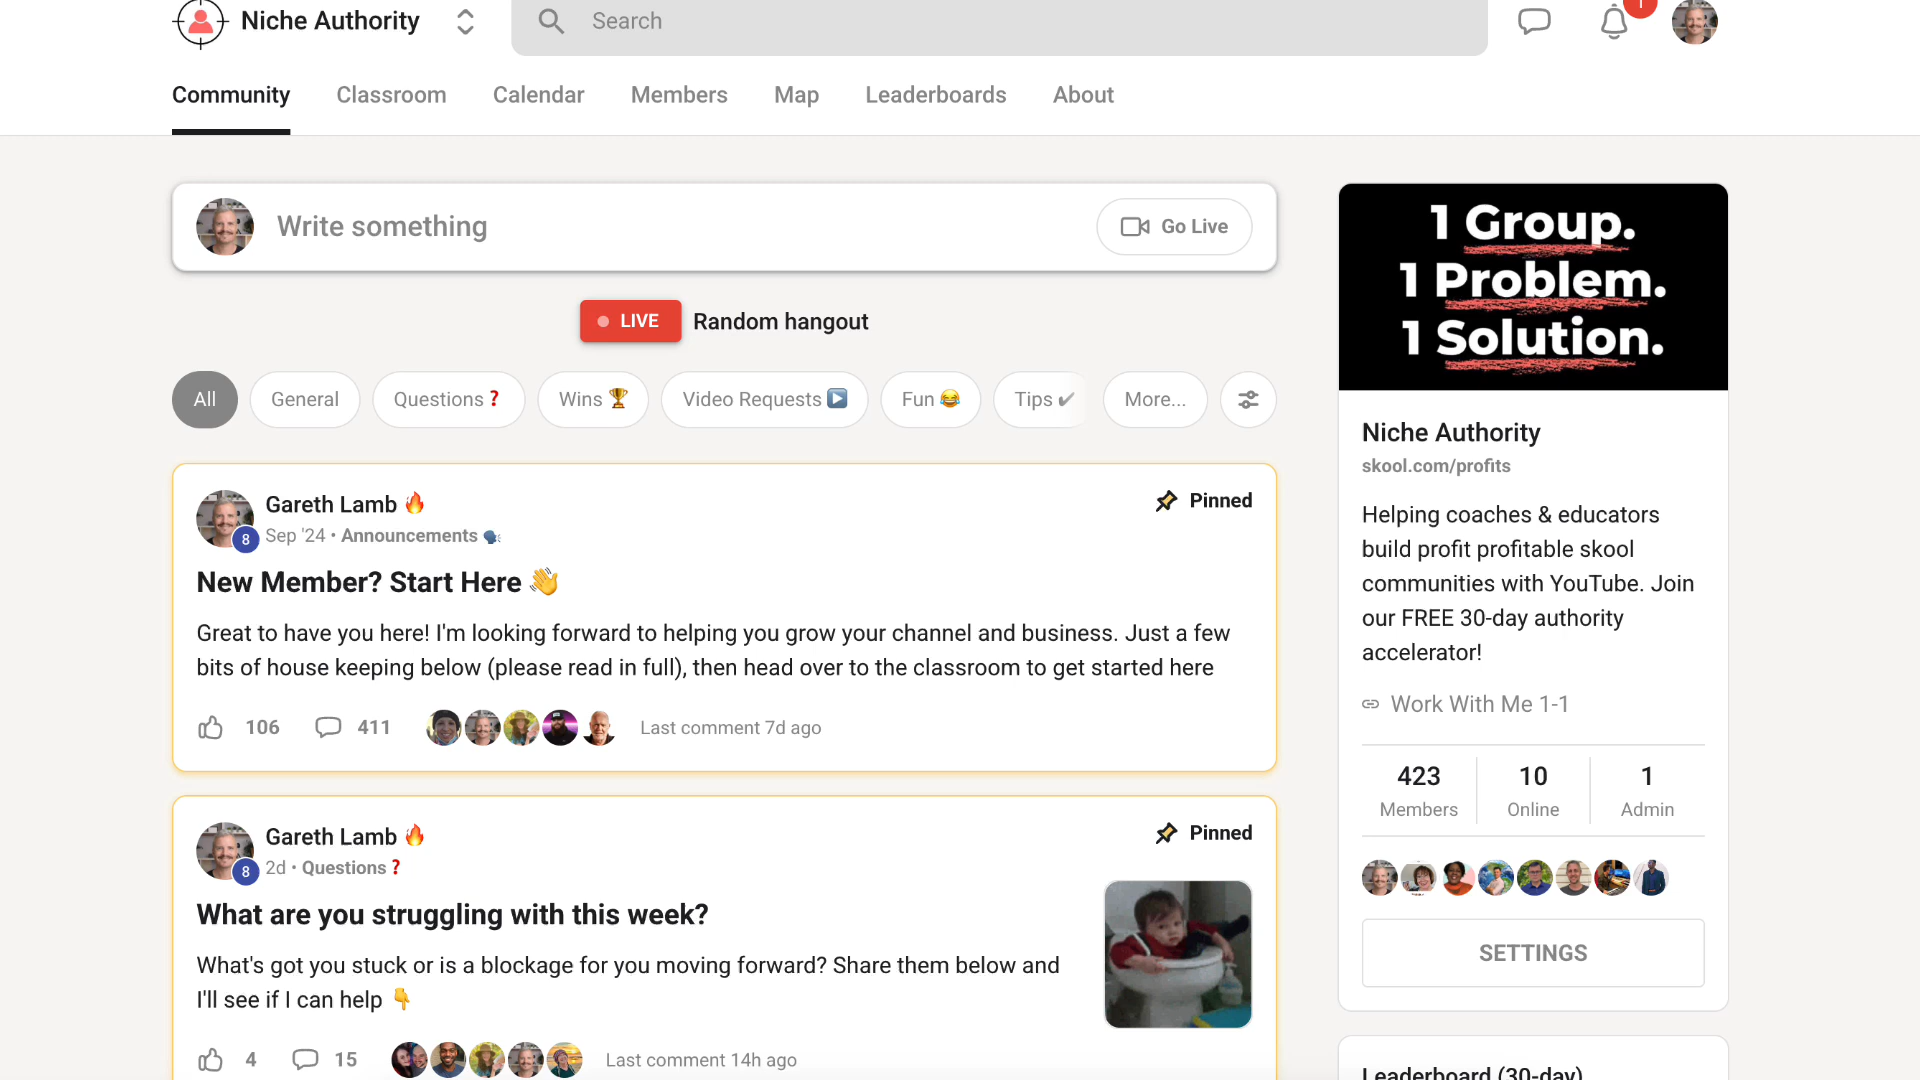 Niche Authority
Search
1
Community Classroom Calendar Members Map Leaderboards About
Write something
Go Live
LIVE Random hangout
All General Questions❓ Wins 🏆 Video Requests ▶️ Fun 😂 Tips ✔ More...
Gareth Lamb 🔥
Pinned
8
Sep '24 • Announcements 🗣️
New Member? Start Here 👋
Great to have you here! I'm looking forward to helping you grow your channel and business. Just a few
bits of house keeping below (please read in full), then head over to the classroom to get started here
106 411 Last comment 7d ago
Gareth Lamb 🔥
Pinned
8
2d • Questions❓
What are you struggling with this week?
What's got you stuck or is a blockage for you moving forward? Share them below and
I'll see if I can help 👇
4 15 Last comment 14h ago
1 Group.
1 Problem.
1 Solution.
Niche Authority
skool.com/profits
Helping coaches & educators
build profit profitable skool
communities with YouTube. Join
our FREE 30-day authority
accelerator!
Work With Me 1-1
423 10 1
Members Online Admin
SETTINGS
Leaderboard (30-day)